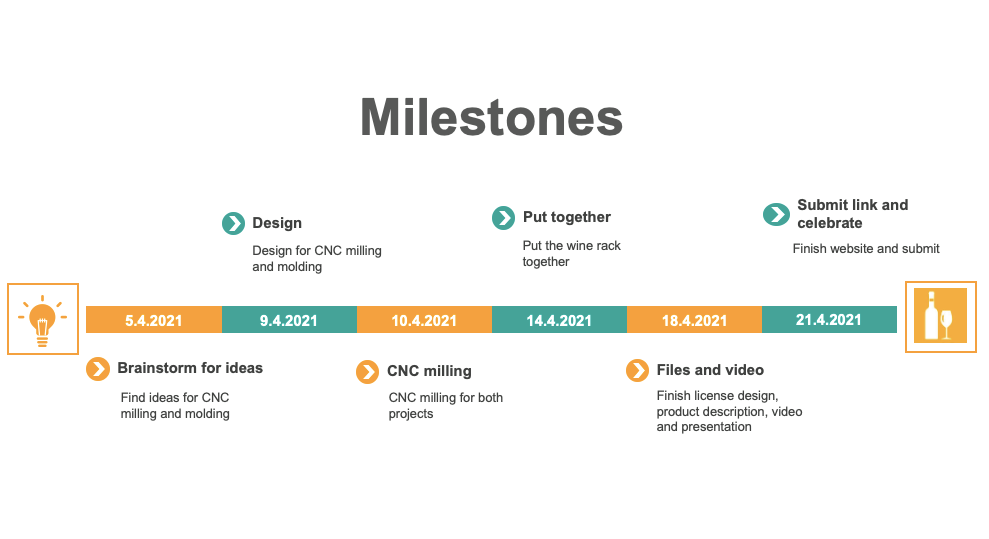 Milestones
Design
Design for CNC milling
and molding
Put together
Put the wine rack
together
Submit link and
celebrate
Finish website and submit
5.4.2021
9.4.2021
10.4.2021
14.4.2021
18.4.2021
21.4.2021
Brainstorm for ideas
Find ideas for CNC
milling and molding
CNC milling
CNC milling for both
projects
Files and video
Finish license design,
product description, video
and presentation